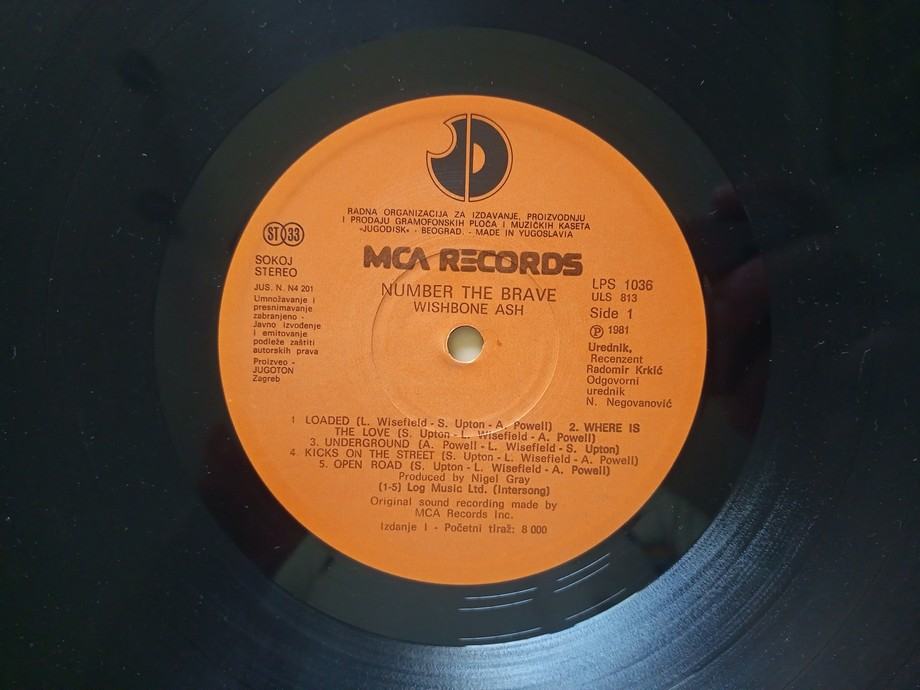 JD
RADNA ORGANIZACIJA ZA IZDAVANJE, PROIZVODNJU
I PRODAJU GRAMOFONSKIH PLOČA I MUZIČKIH KASETA
«JUGODISK» - BEOGRAD. - MADE IN YUGOSLAVIA
ST 33
SOKOJ
STEREO
JUS. N. N4 201
Umnožavanje i
presnimavanje
zabranjeno -
Javno izvođenje
i emitovanje
podleže zaštiti
autorskih prava
Proizveo -
JUGOTON
Zagreb
MCA RECORDS
NUMBER THE BRAVE
WISHBONE ASH
LPS 1036
ULS 813
Side 1
Ⓟ 1981
Urednik,
Recenzent
Radomir Krkić
Odgovorni
urednik
N. Negovanović
1 LOADED (L. Wisefield - S. Upton - A. Powell) 2. WHERE IS
THE LOVE (S. Upton - L. Wisefield - A. Powell)
3. UNDERGROUND (A. Powell - L. Wisefield - S. Upton)
4. KICKS ON THE STREET (S. Upton - L. Wisefield - A. Powell)
5. OPEN ROAD (S. Upton - L. Wisefield - A. Powell)
Produced by Nigel Gray
(1-5) Log Music Ltd. (Intersong)
Original sound recording made by
MCA Records Inc.
Izdanje I - Početni tiraž: 8 000